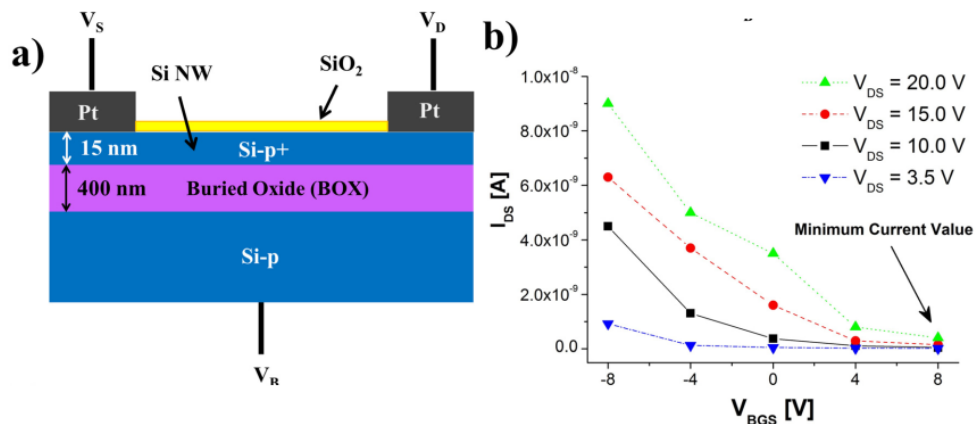 a)
V_S
V_D
Si NW
SiO₂
Pt
Pt
15 nm
Si-p+
400 nm
Buried Oxide (BOX)
Si-p
V_B
b)
1.0x10⁻⁸
8.0x10⁻⁹
6.0x10⁻⁹
4.0x10⁻⁹
2.0x10⁻⁹
0.0
I_DS [A]
V_DS = 20.0 V
V_DS = 15.0 V
V_DS = 10.0 V
V_DS = 3.5 V
Minimum Current Value
-8 -4 0 4 8
V_BGS [V]